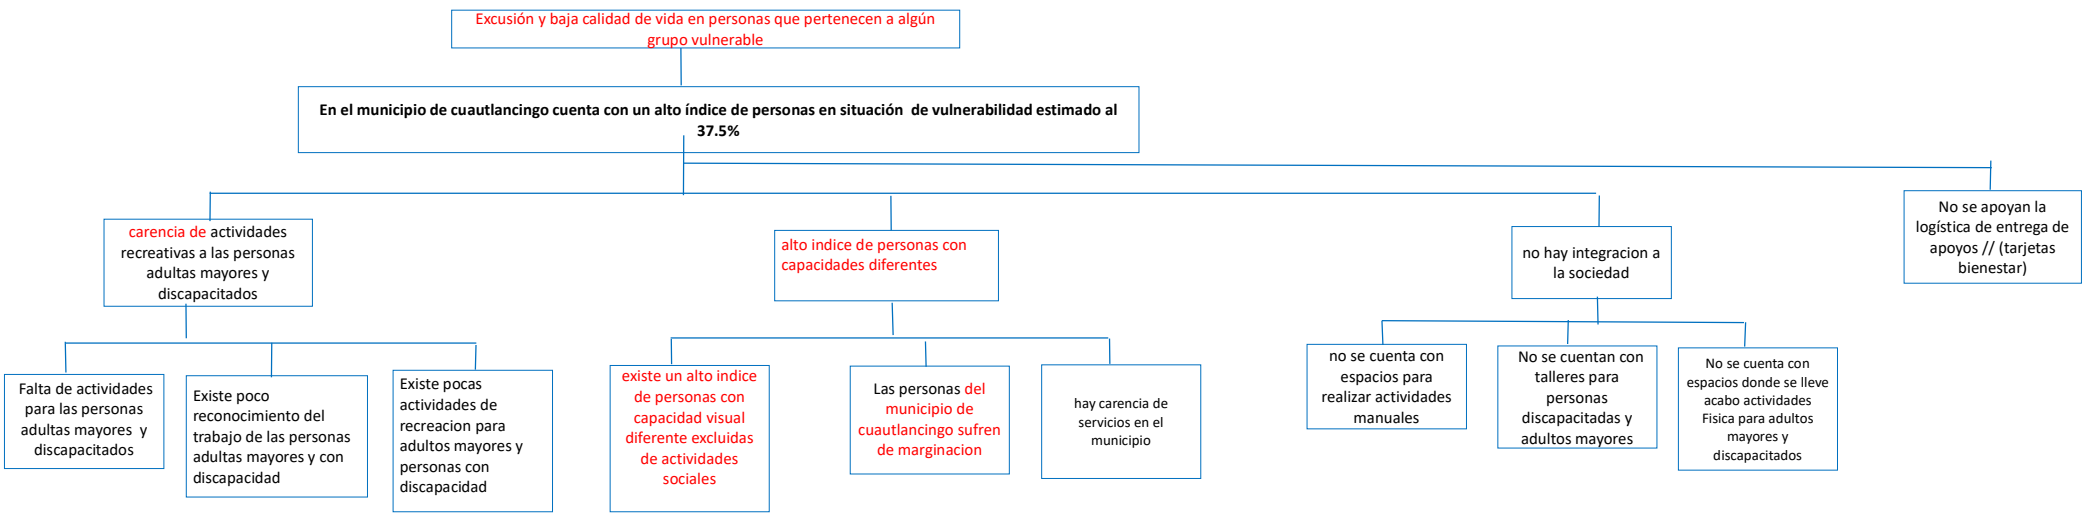 Excusión y baja calidad de vida en personas que pertenecen a algún
grupo vulnerable
En el municipio de cuautlancingo cuenta con un alto índice de personas en situación  de vulnerabilidad estimado al
37.5%
carencia de actividades
recreativas a las personas
adultas mayores y
discapacitados
alto indice de personas con
capacidades diferentes
no hay integracion a
la sociedad
No se apoyan la
logística de entrega de
apoyos // (tarjetas
bienestar)
Falta de actividades
para las personas
adultas mayores  y
discapacitados
Existe poco
reconocimiento del
trabajo de las personas
adultas mayores y con
discapacidad
Existe pocas
actividades de
recreacion para
adultos mayores y
personas con
discapacidad
existe un alto indice
de personas con
capacidad visual
diferente excluidas
de actividades
sociales
Las personas del
municipio de
cuautlancingo sufren
de marginacion
hay carencia de
servicios en el
municipio
no se cuenta con
espacios para
realizar actividades
manuales
No se cuentan con
talleres para
personas
discapacitadas y
adultos mayores
No se cuenta con
espacios donde se lleve
acabo actividades
Fisica para adultos
mayores y
discapacitados